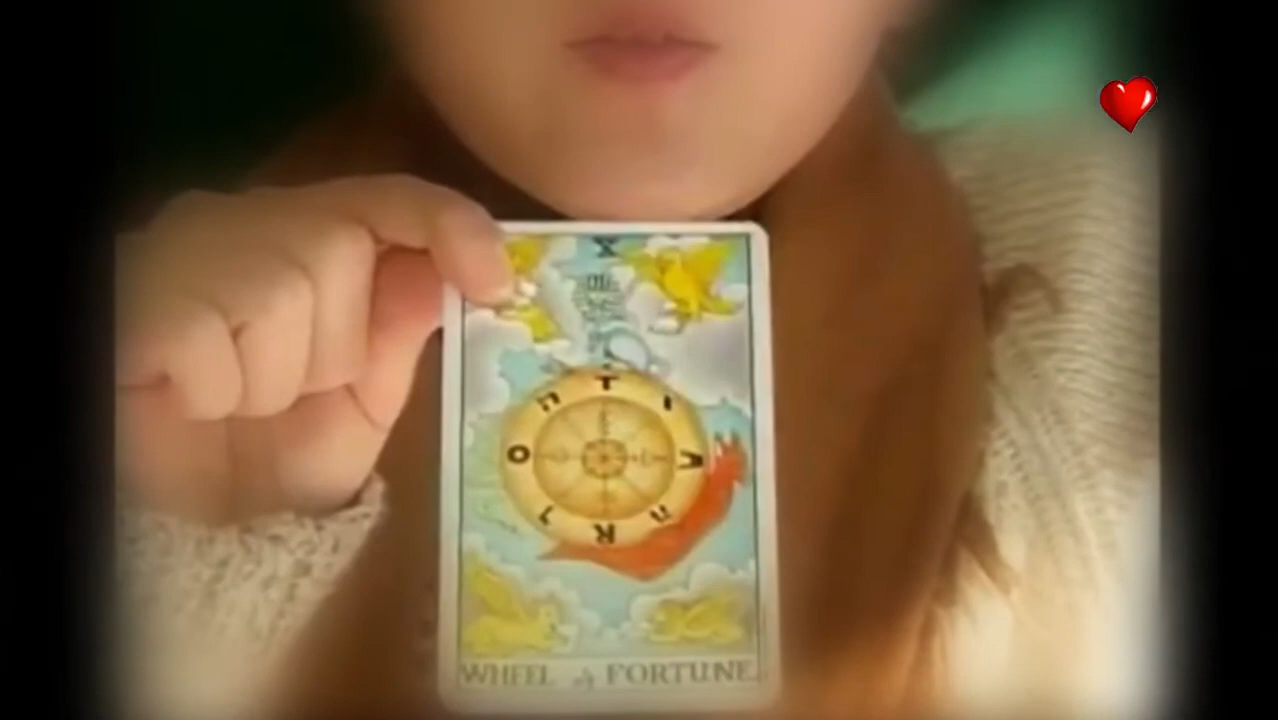 X
T
ה י
O A
ו ה
R
WHEEL of FORTUNE.